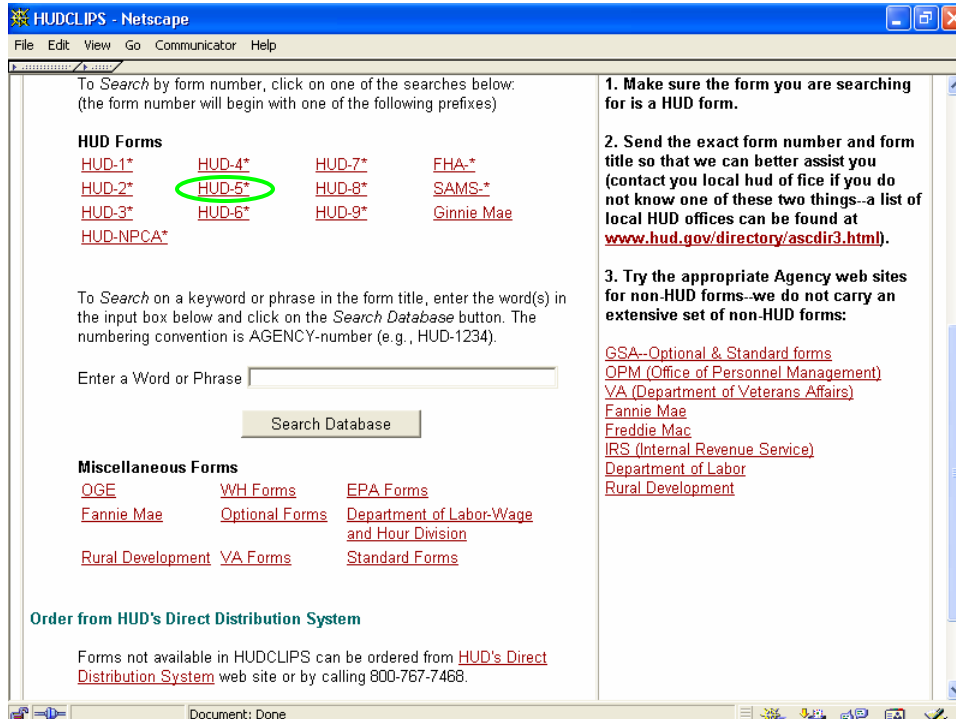 HUDCLIPS - Netscape
File Edit View Go Communicator Help
To Search by form number, click on one of the searches below:
(the form number will begin with one of the following prefixes)
HUD Forms
HUD-1* HUD-4* HUD-7* FHA-*
HUD-2* HUD-5* HUD-8* SAMS-*
HUD-3* HUD-6* HUD-9* Ginnie Mae
HUD-NPCA*
To Search on a keyword or phrase in the form title, enter the word(s) in
the input box below and click on the Search Database button. The
numbering convention is AGENCY-number (e.g., HUD-1234).
Enter a Word or Phrase
Search Database
Miscellaneous Forms
OGE WH Forms EPA Forms
Fannie Mae Optional Forms Department of Labor-Wage
and Hour Division
Rural Development VA Forms Standard Forms
Order from HUD's Direct Distribution System
Forms not available in HUDCLIPS can be ordered from HUD's Direct
Distribution System web site or by calling 800-767-7468.
1. Make sure the form you are searching
for is a HUD form.
2. Send the exact form number and form
title so that we can better assist you
(contact you local hud of fice if you do
not know one of these two things--a list of
local HUD offices can be found at
www.hud.gov/directory/ascdir3.html).
3. Try the appropriate Agency web sites
for non-HUD forms--we do not carry an
extensive set of non-HUD forms:
GSA--Optional & Standard forms
OPM (Office of Personnel Management)
VA (Department of Veterans Affairs)
Fannie Mae
Freddie Mac
IRS (Internal Revenue Service)
Department of Labor
Rural Development
Document: Done